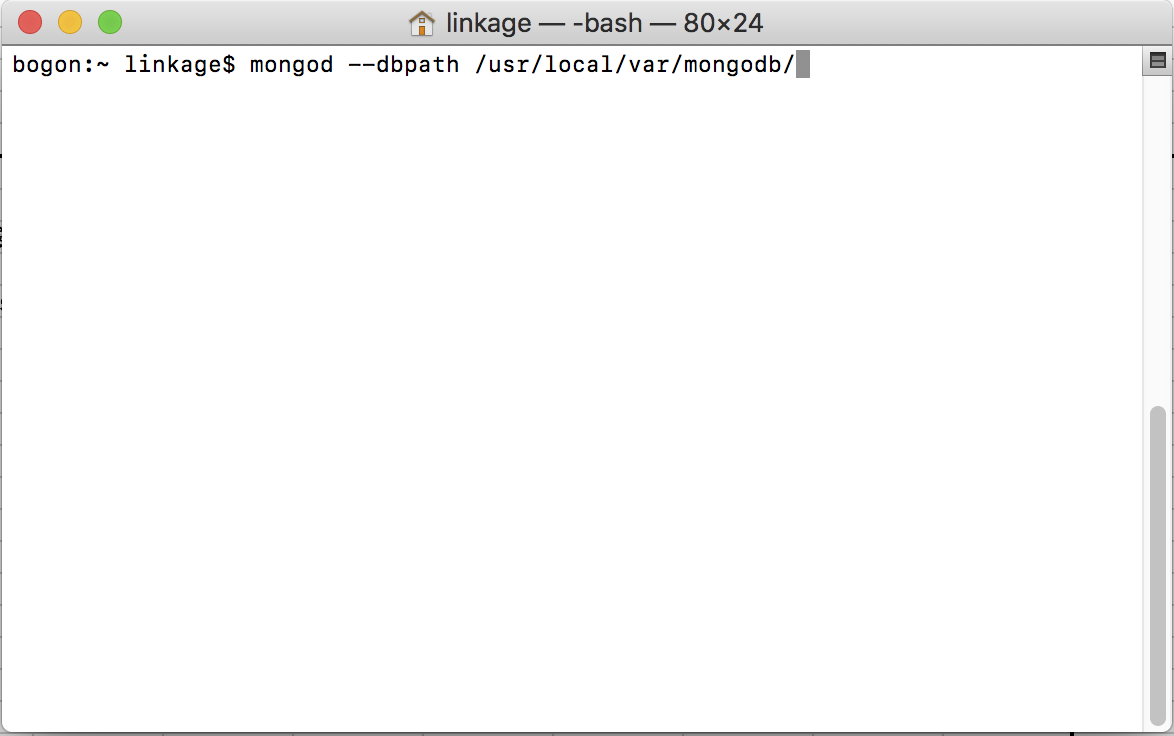 linkage — -bash — 80×24
bogon:~ linkage$ mongod --dbpath /usr/local/var/mongodb/